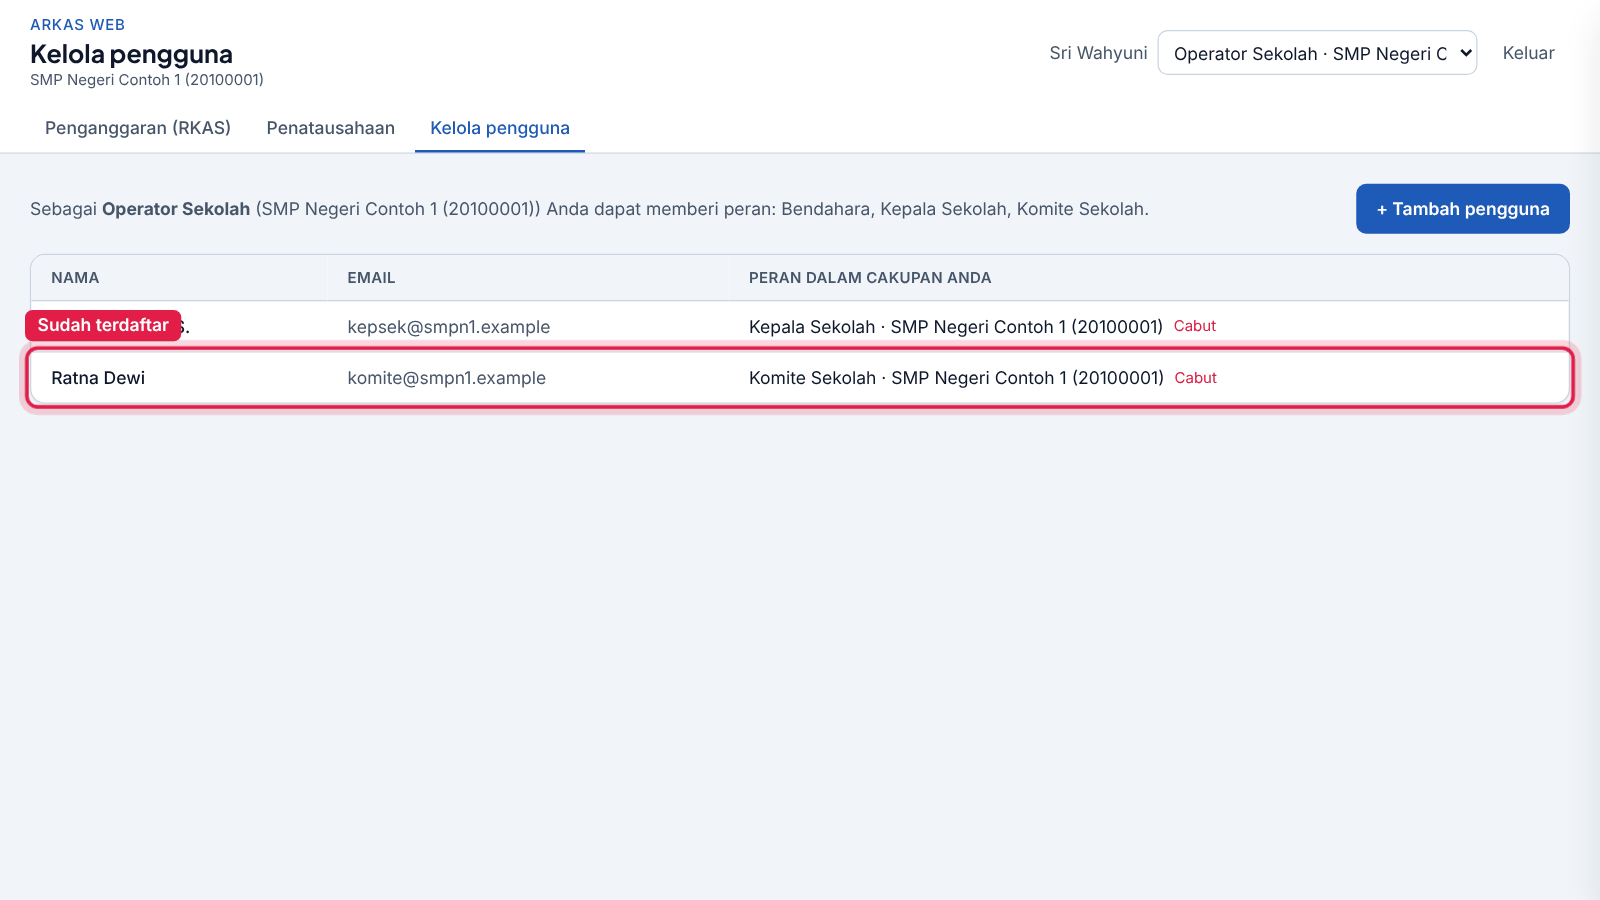 ARKAS WEB
Kelola pengguna
SMP Negeri Contoh 1 (20100001)
Sri Wahyuni
Operator Sekolah · SMP Negeri C
Keluar
Penganggaran (RKAS)
Penatausahaan
Kelola pengguna
Sebagai Operator Sekolah (SMP Negeri Contoh 1 (20100001)) Anda dapat memberi peran: Bendahara, Kepala Sekolah, Komite Sekolah.
+ Tambah pengguna
NAMA EMAIL PERAN DALAM CAKUPAN ANDA
Sudah terdaftar
kepsek@smpn1.example Kepala Sekolah · SMP Negeri Contoh 1 (20100001) Cabut
Ratna Dewi komite@smpn1.example Komite Sekolah · SMP Negeri Contoh 1 (20100001) Cabut